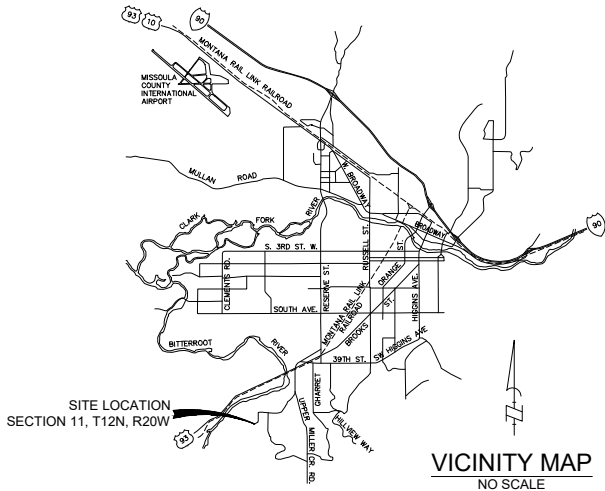 93
10
90
MONTANA RAIL LINK RAILROAD
MISSOULA
COUNTY
INTERNATIONAL
AIRPORT
MULLAN ROAD
W. BROADWAY
CLARK FORK RIVER
BROADWAY
90
S. 3RD ST. W.
RUSSELL ST.
ORANGE ST.
CLEMENTS RD.
RESERVE ST.
HIGGINS AVE.
SOUTH AVE.
MONTANA RAIL LINK
RAILROAD
BROOKS
ST.
BITTERROOT RIVER
39TH ST.
SW HIGGINS AVE
SITE LOCATION
SECTION 11, T12N, R20W
93
UPPER MILLER CR. RD.
GHARRET
HILLVIEW WAY
N
VICINITY MAP
NO SCALE